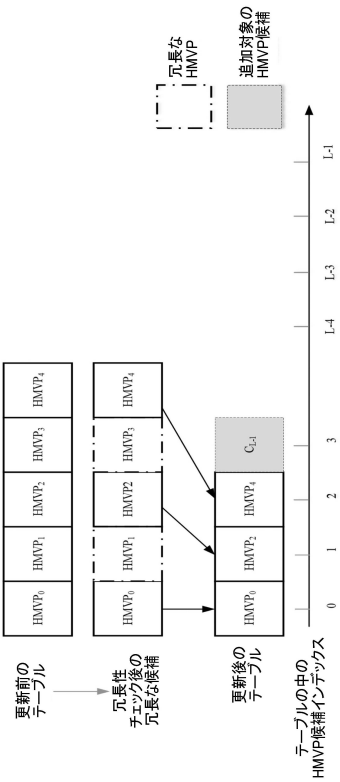 更新前の
テーブル
HMVP0 HMVP1 HMVP2 HMVP3 HMVP4
冗長性
チェック後の
冗長な候補
HMVP0 HMVP1 HMVP2 HMVP3 HMVP4
更新後の
テーブル
HMVP0 HMVP2 HMVP4 CL-1
テーブルの中の
HMVP候補インデックス
0 1 2 3 L-4 L-3 L-2 L-1
冗長な
HMVP
追加対象の
HMVP候補